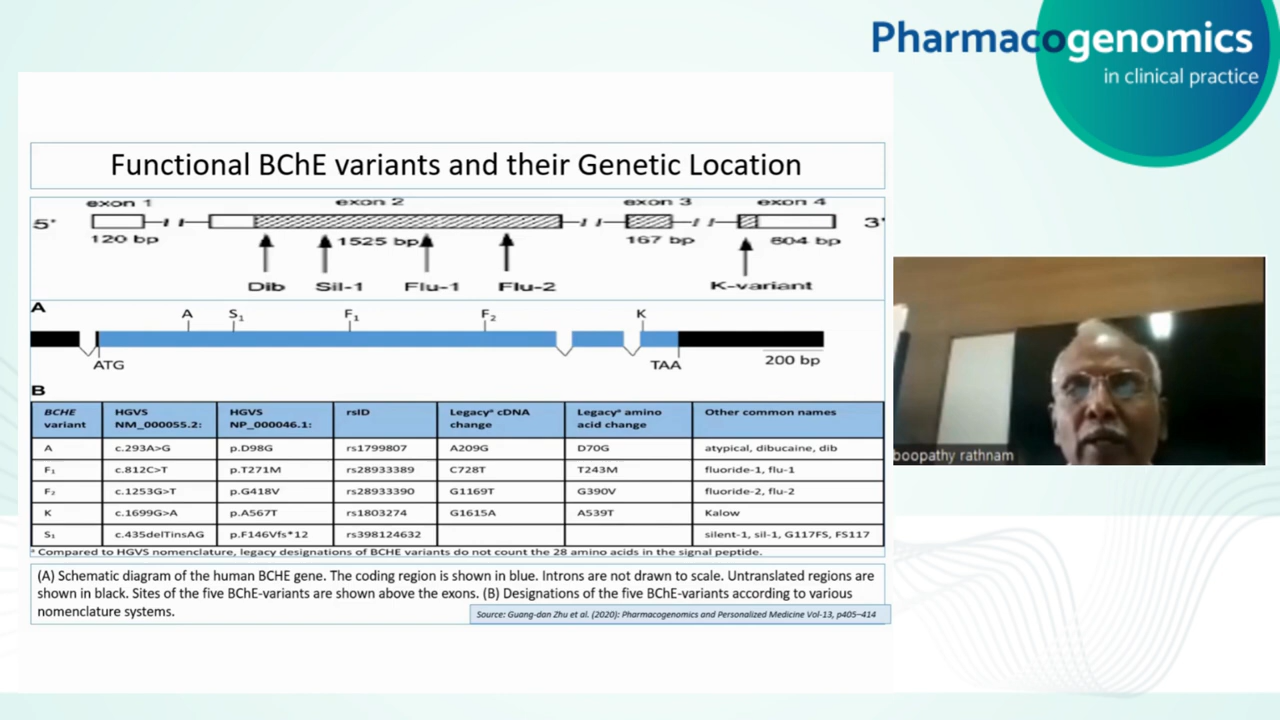 Pharmacogenomics
in clinical practice
Functional BChE variants and their Genetic Location
exon 1 exon 2 exon 3 exon 4
5' 3'
120 bp 1525 bp 167 bp 604 bp
Dib Sil-1 Flu-1 Flu-2 K-variant
A
A S₁ F₁ F₂ K
ATG TAA 200 bp
B
BCHE variant HGVS NM_000055.2: HGVS NP_000046.1: rsID Legacyᵃ cDNA change Legacyᵃ amino acid change Other common names
A c.293A>G p.D98G rs1799807 A209G D70G atypical, dibucaine, dib
F₁ c.812C>T p.T271M rs28933389 C728T T243M fluoride-1, flu-1
F₂ c.1253G>T p.G418V rs28933390 G1169T G390V fluoride-2, flu-2
K c.1699G>A p.A567T rs1803274 G1615A A539T Kalow
S₁ c.435delTinsAG p.F146Vfs*12 rs398124632 silent-1, sil-1, G117FS, FS117
ᵃ Compared to HGVS nomenclature, legacy designations of BCHE variants do not count the 28 amino acids in the signal peptide.
(A) Schematic diagram of the human BCHE gene. The coding region is shown in blue. Introns are not drawn to scale. Untranslated regions are
shown in black. Sites of the five BChE-variants are shown above the exons. (B) Designations of the five BChE-variants according to various
nomenclature systems.
Source: Guang-dan Zhu et al. (2020): Pharmacogenomics and Personalized Medicine Vol-13, p405–414
boopathy rathnam